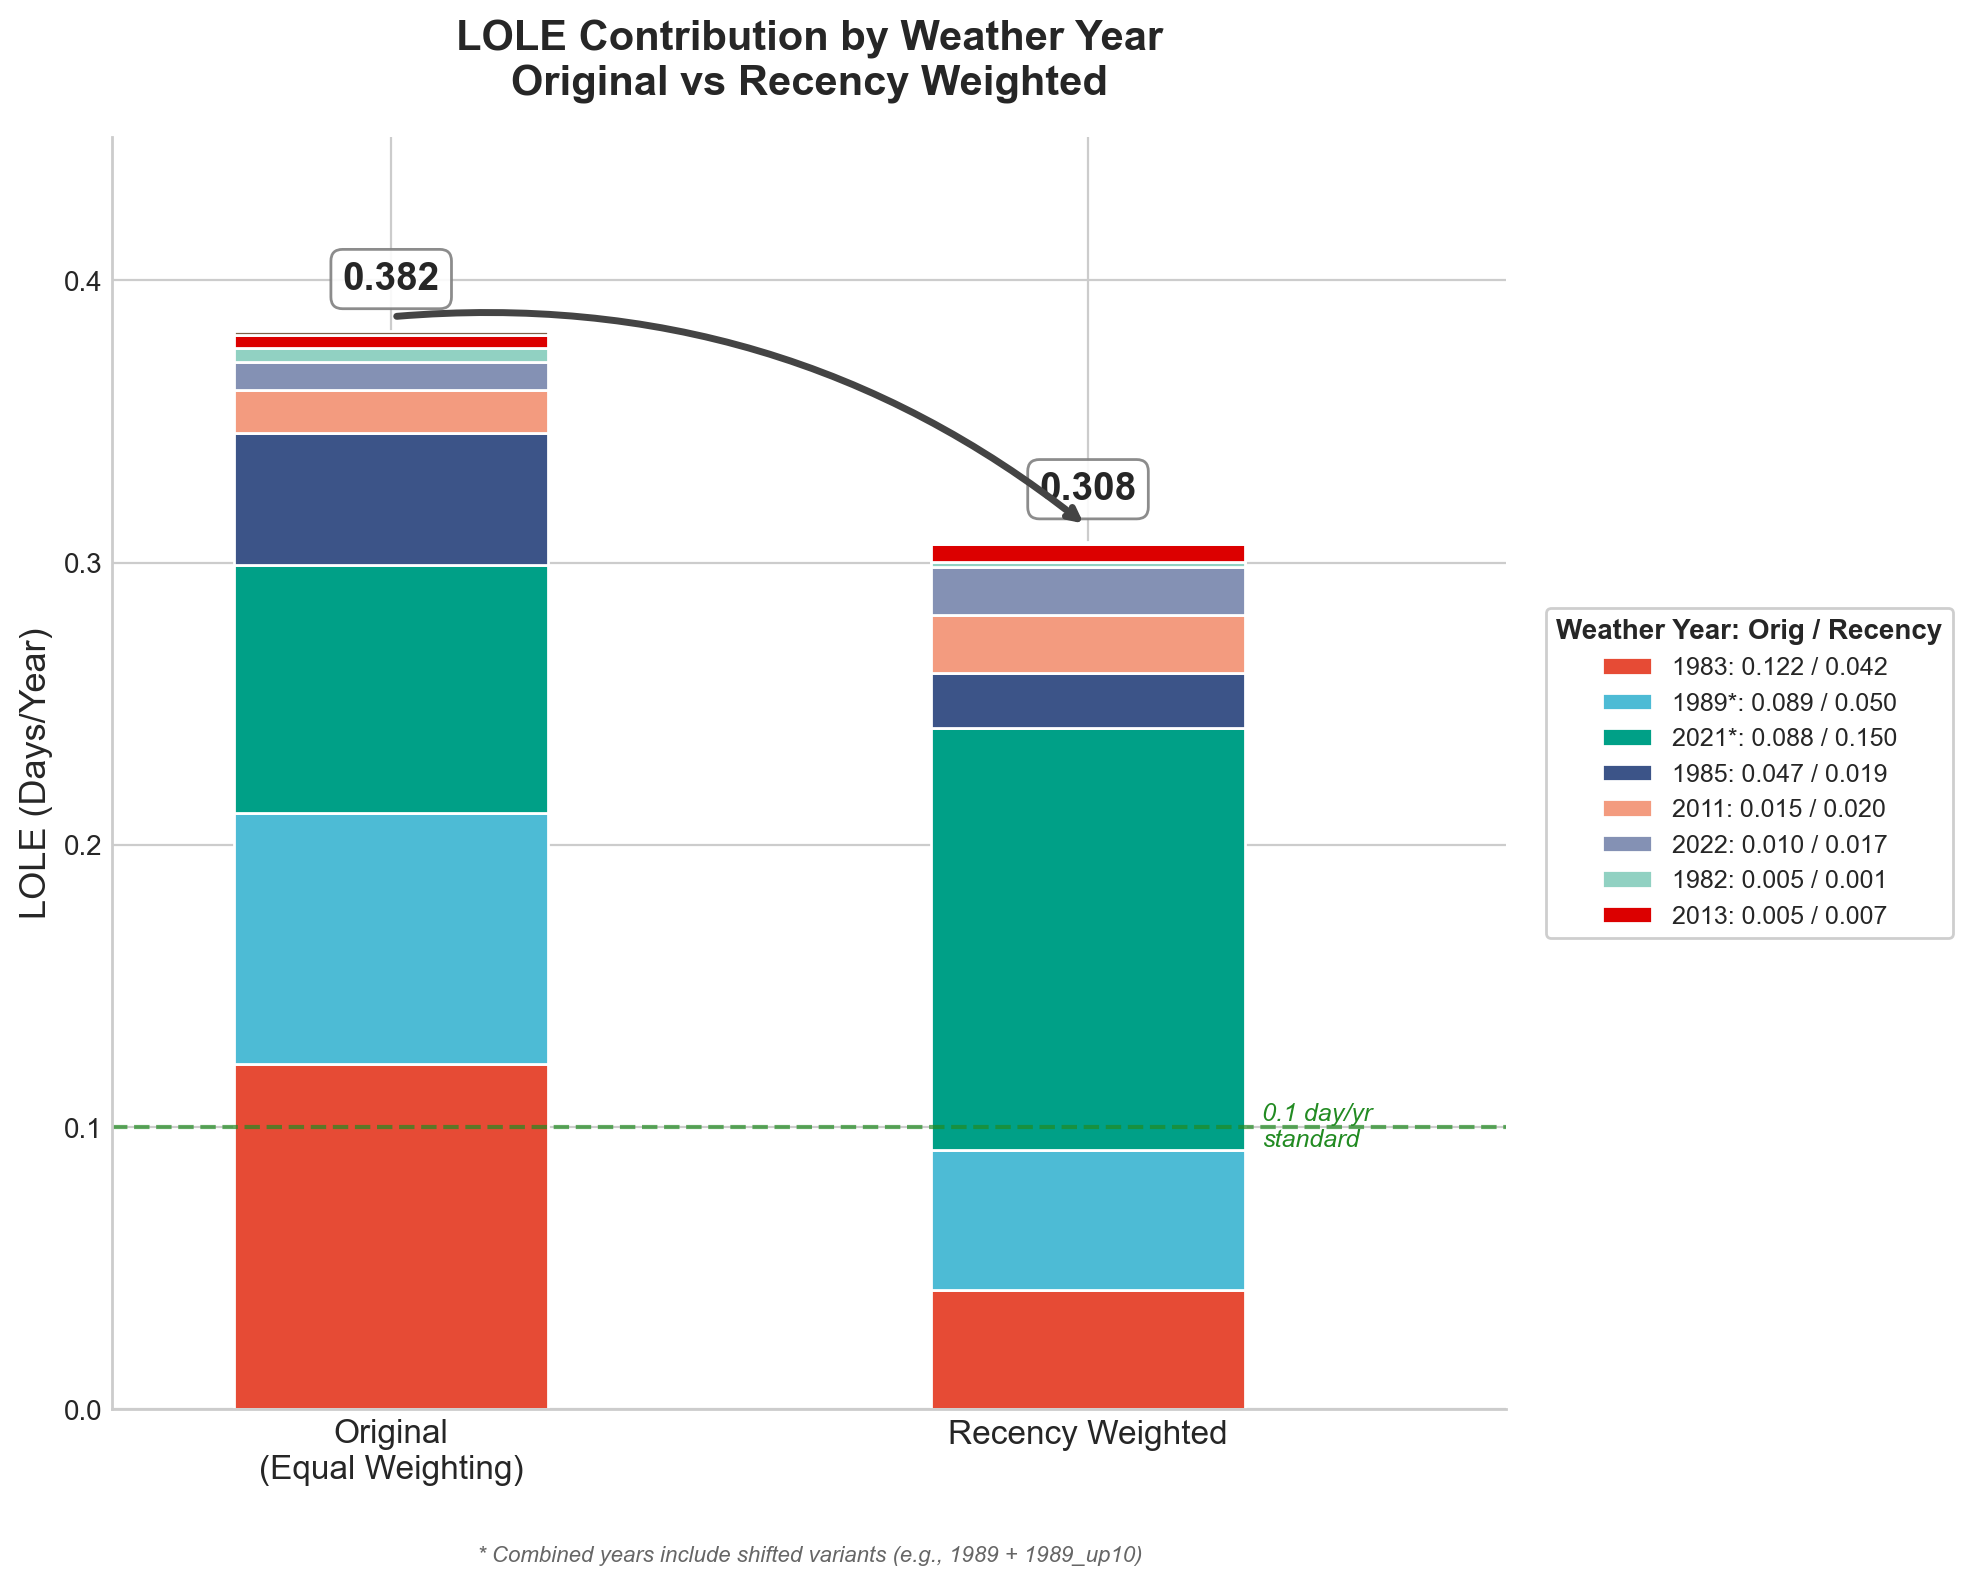 LOLE Contribution by Weather Year
Original vs Recency Weighted
LOLE (Days/Year)
0.4
0.3
0.2
0.1
0.0
0.382
0.308
0.1 day/yr
standard
Original
(Equal Weighting)
Recency Weighted
Weather Year: Orig / Recency
1983: 0.122 / 0.042
1989*: 0.089 / 0.050
2021*: 0.088 / 0.150
1985: 0.047 / 0.019
2011: 0.015 / 0.020
2022: 0.010 / 0.017
1982: 0.005 / 0.001
2013: 0.005 / 0.007
* Combined years include shifted variants (e.g., 1989 + 1989_up10)